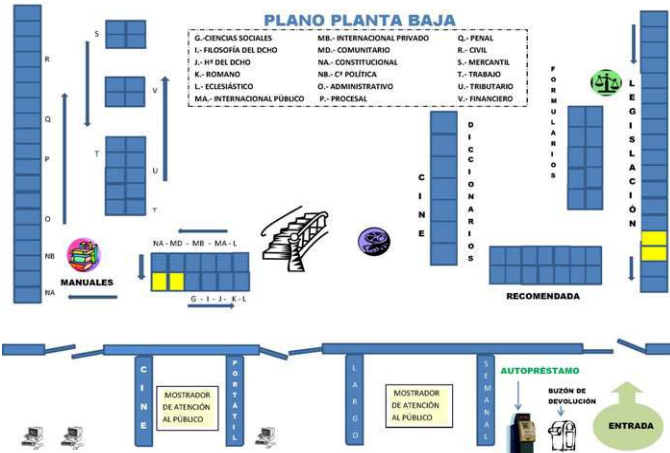 PLANO PLANTA BAJA
G.-CIENCIAS SOCIALES
I.- FILOSOFÍA DEL DCHO
J.- Hª DEL DCHO
K.- ROMANO
L.- ECLESIÁSTICO
MA.- INTERNACIONAL PÚBLICO
MB.- INTERNACIONAL PRIVADO
MD.- COMUNITARIO
NA.- CONSTITUCIONAL
NB.- Cª POLÍTICA
O.- ADMINISTRATIVO
P.- PROCESAL
Q.- PENAL
R.- CIVIL
S.- MERCANTIL
T.- TRABAJO
U.- TRIBUTARIO
V.- FINANCIERO
S
R
V
Q
P
T
U
T
O
NB
NA
MANUALES
NA - MD - MB - MA - L
G - I - J - K - L
CINE
DICCIONARIOS
FORMULARIOS
LEGISLACIÓN
RECOMENDADA
CINE
MOSTRADOR
DE ATENCIÓN
AL PÚBLICO
PORTÁTIL
LARGO
MOSTRADOR
DE ATENCIÓN
AL PÚBLICO
SEMANAL
AUTOPRÉSTAMO
BUZÓN DE
DEVOLUCIÓN
ENTRADA